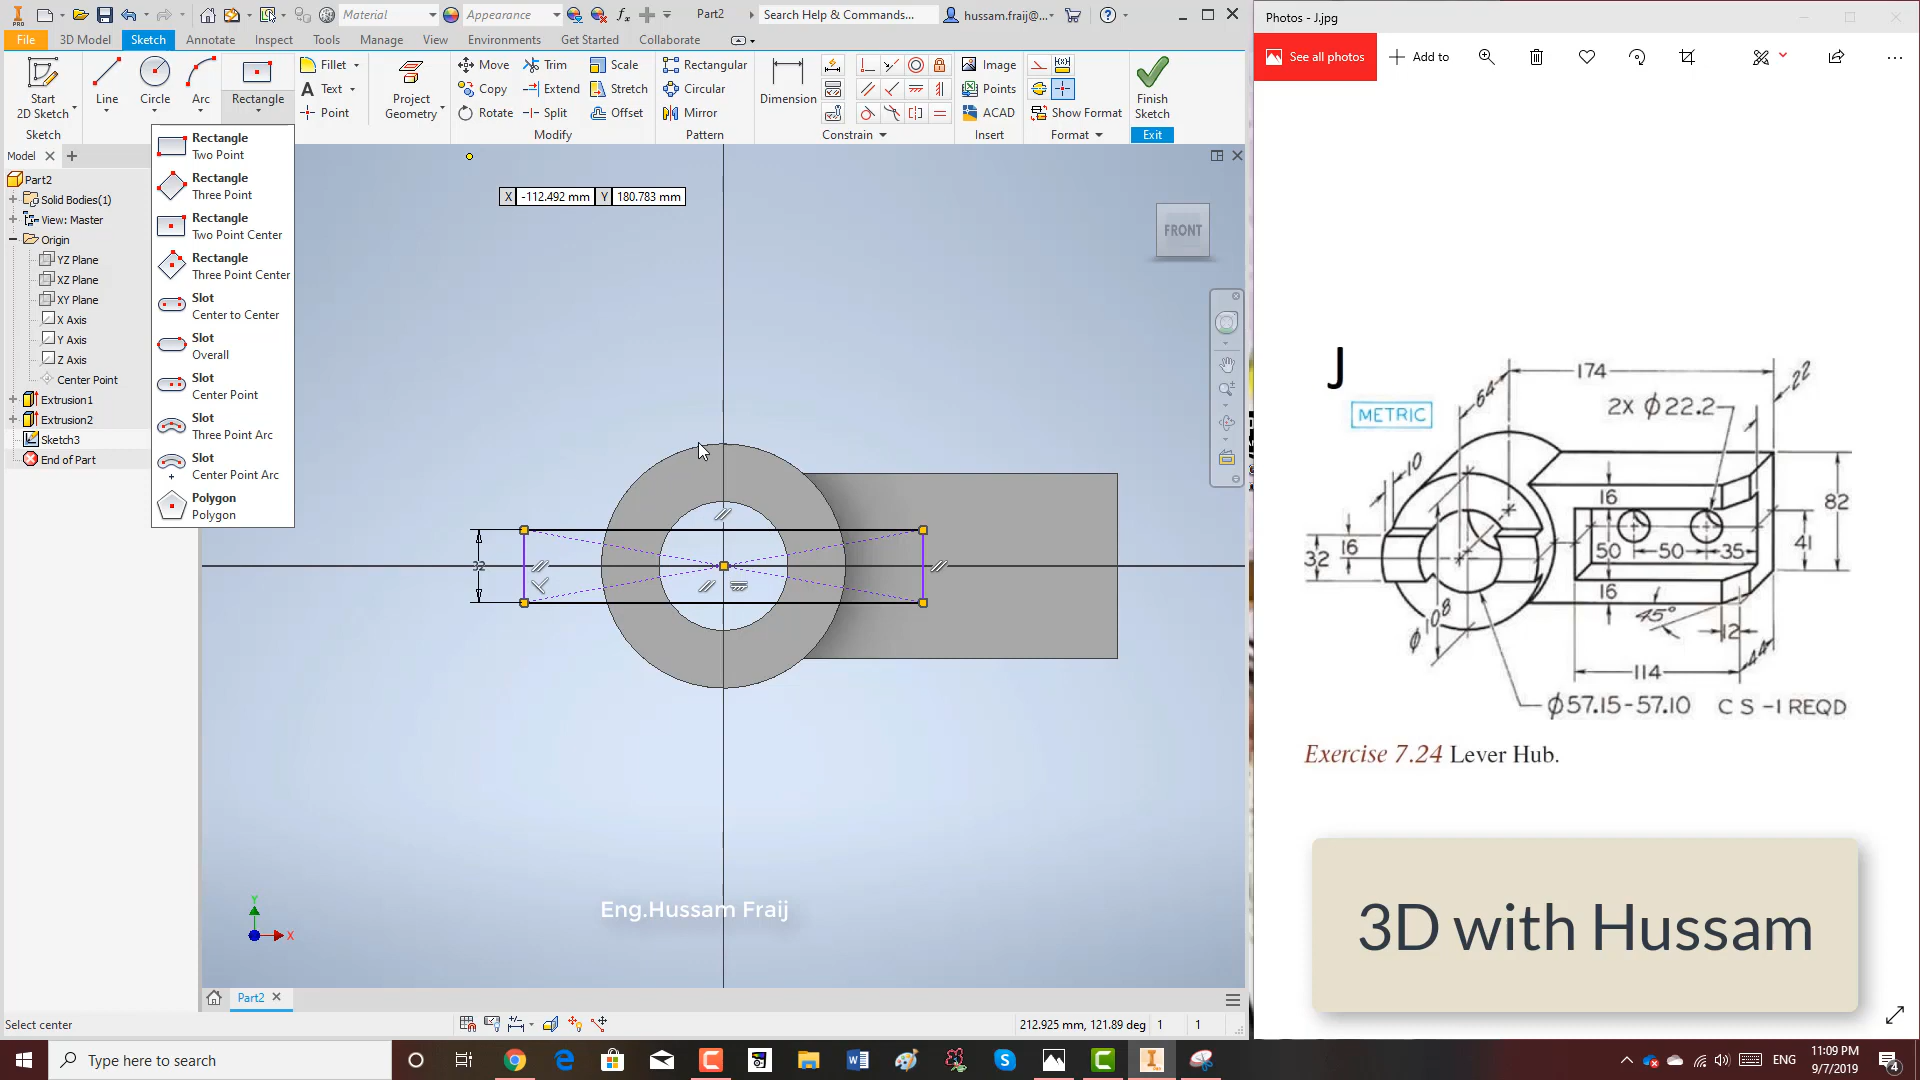 Material
Appearance
Part2
Search Help & Commands...
hussam.fraij@...
Photos - J.jpg
File
3D Model
Sketch
Annotate
Inspect
Tools
Manage
View
Environments
Get Started
Collaborate
See all photos
Add to
Start
2D Sketch
Line
Circle
Arc
Rectangle
Fillet
Text
Point
Project
Geometry
Move
Copy
Rotate
Trim
Extend
Split
Scale
Stretch
Offset
Rectangular
Circular
Mirror
Dimension
Image
Points
ACAD
Show Format
Finish
Sketch
Sketch
Modify
Pattern
Constrain
Insert
Format
Exit
Model
Part2
Solid Bodies(1)
View: Master
Origin
YZ Plane
XZ Plane
XY Plane
X Axis
Y Axis
Z Axis
Center Point
Extrusion1
Extrusion2
Sketch3
End of Part
Rectangle
Two Point
Rectangle
Three Point
Rectangle
Two Point Center
Rectangle
Three Point Center
Slot
Center to Center
Slot
Overall
Slot
Center Point
Slot
Three Point Arc
Slot
Center Point Arc
Polygon
Polygon
X -112.492 mm Y 180.783 mm
FRONT
32
Y
X
Eng.Hussam Fraij
J
METRIC
174
64
22
2X Ø22.2
10
16
82
32
16
50
50
35
41
16
45°
12
Ø108
114
44
Ø57.15-57.10 C S -1 REQD
Exercise 7.24 Lever Hub.
3D with Hussam
Part2
Select center
212.925 mm, 121.89 deg
1
1
Type here to search
ENG
11:09 PM
9/7/2019
4